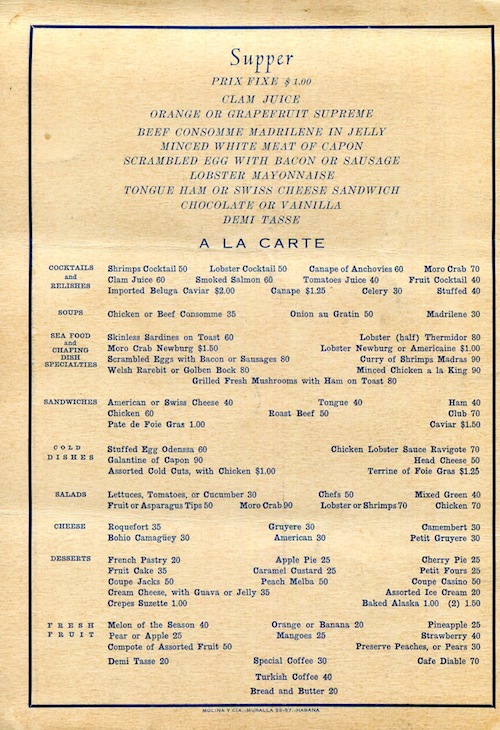 Supper
PRIX FIXE $ 1.00
CLAM JUICE
ORANGE OR GRAPEFRUIT SUPREME
BEEF CONSOMME MADRILENE IN JELLY
MINCED WHITE MEAT OF CAPON
SCRAMBLED EGG WITH BACON OR SAUSAGE
LOBSTER MAYONNAISE
TONGUE HAM OR SWISS CHEESE SANDWICH
CHOCOLATE OR VAINILLA
DEMI TASSE
A LA CARTE
COCKTAILS and RELISHES
Shrimps Cocktail 50 Lobster Cocktail 50 Canape of Anchovies 60 Moro Crab 70
Clam Juice 60 Smoked Salmon 60 Tomatoes Juice 40 Fruit Cocktail 40
Imported Beluga Caviar $2.00 Canape $1.25 Celery 30 Stuffed 40
SOUPS
Chicken or Beef Consomme 35 Onion au Gratin 50 Madrilene 30
SEA FOOD and CHAFING DISH SPECIALTIES
Skinless Sardines on Toast 60 Lobster (half) Thermidor 80
Moro Crab Newburg $1.50 Lobster Newburg or Americaine $1.00
Scrambled Eggs with Bacon or Sausages 80 Curry of Shrimps Madras 90
Welsh Rarebit or Golben Bock 80 Minced Chicken a la King 90
Grilled Fresh Mushrooms with Ham on Toast 80
SANDWICHES
American or Swiss Cheese 40 Tongue 40 Ham 40
Chicken 60 Roast Beef 50 Club 70
Pate de Foie Gras 1.00 Caviar $1.50
COLD DISHES
Stuffed Egg Odenssa 60 Chicken Lobster Sauce Ravigote 70
Galantine of Capon 90 Head Cheese 50
Assorted Cold Cuts, with Chicken $1.00 Terrine of Foie Gras $1.25
SALADS
Lettuces, Tomatoes, or Cucumber 30 Chefs 50 Mixed Green 40
Fruit or Asparagus Tips 50 Moro Crab 90 Lobster or Shrimps 70 Chicken 70
CHEESE
Roquefort 35 Gruyere 30 Camembert 30
Bohio Camagüey 30 American 30 Petit Gruyere 30
DESSERTS
French Pastry 20 Apple Pie 25 Cherry Pie 25
Fruit Cake 35 Caramel Custard 25 Petit Fours 25
Coupe Jacks 50 Peach Melba 50 Coupe Casino 50
Cream Cheese, with Guava or Jelly 35 Assorted Ice Cream 20
Crepes Suzette 1.00 Baked Alaska 1.00 (2) 1.50
FRESH FRUIT
Melon of the Season 40 Orange or Banana 20 Pineapple 25
Pear or Apple 25 Mangoes 25 Strawberry 40
Compote of Assorted Fruit 50 Preserve Peaches, or Pears 30
Demi Tasse 20 Special Coffee 30 Cafe Diable 70
Turkish Coffee 40
Bread and Butter 20
MOLINA Y CIA.-MURALLA 55-57.-HABANA